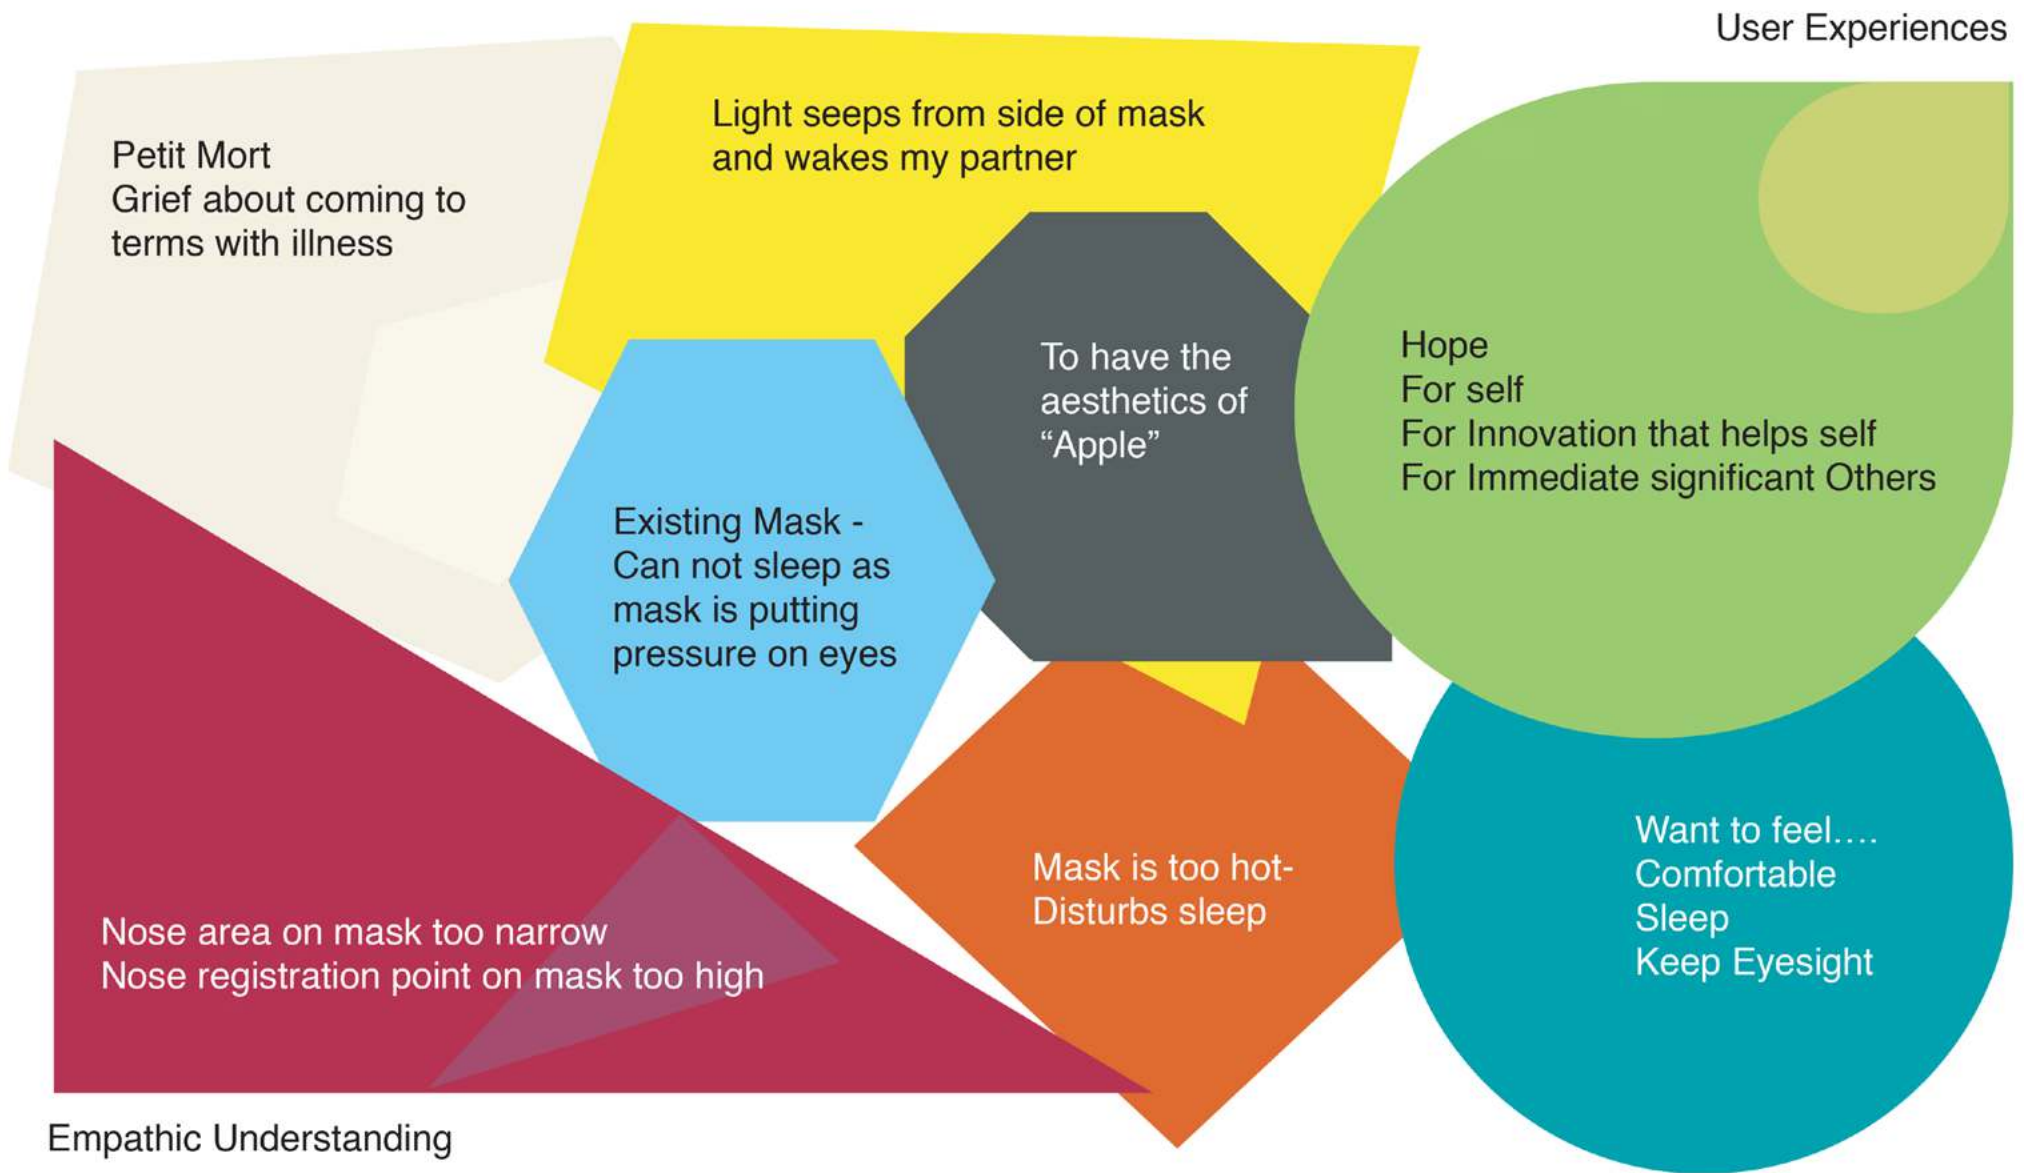 User Experiences
Petit Mort
Grief about coming to
terms with illness
Light seeps from side of mask
and wakes my partner
To have the
aesthetics of
“Apple”
Hope
For self
For Innovation that helps self
For Immediate significant Others
Existing Mask -
Can not sleep as
mask is putting
pressure on eyes
Nose area on mask too narrow
Nose registration point on mask too high
Mask is too hot-
Disturbs sleep
Want to feel....
Comfortable
Sleep
Keep Eyesight
Empathic Understanding